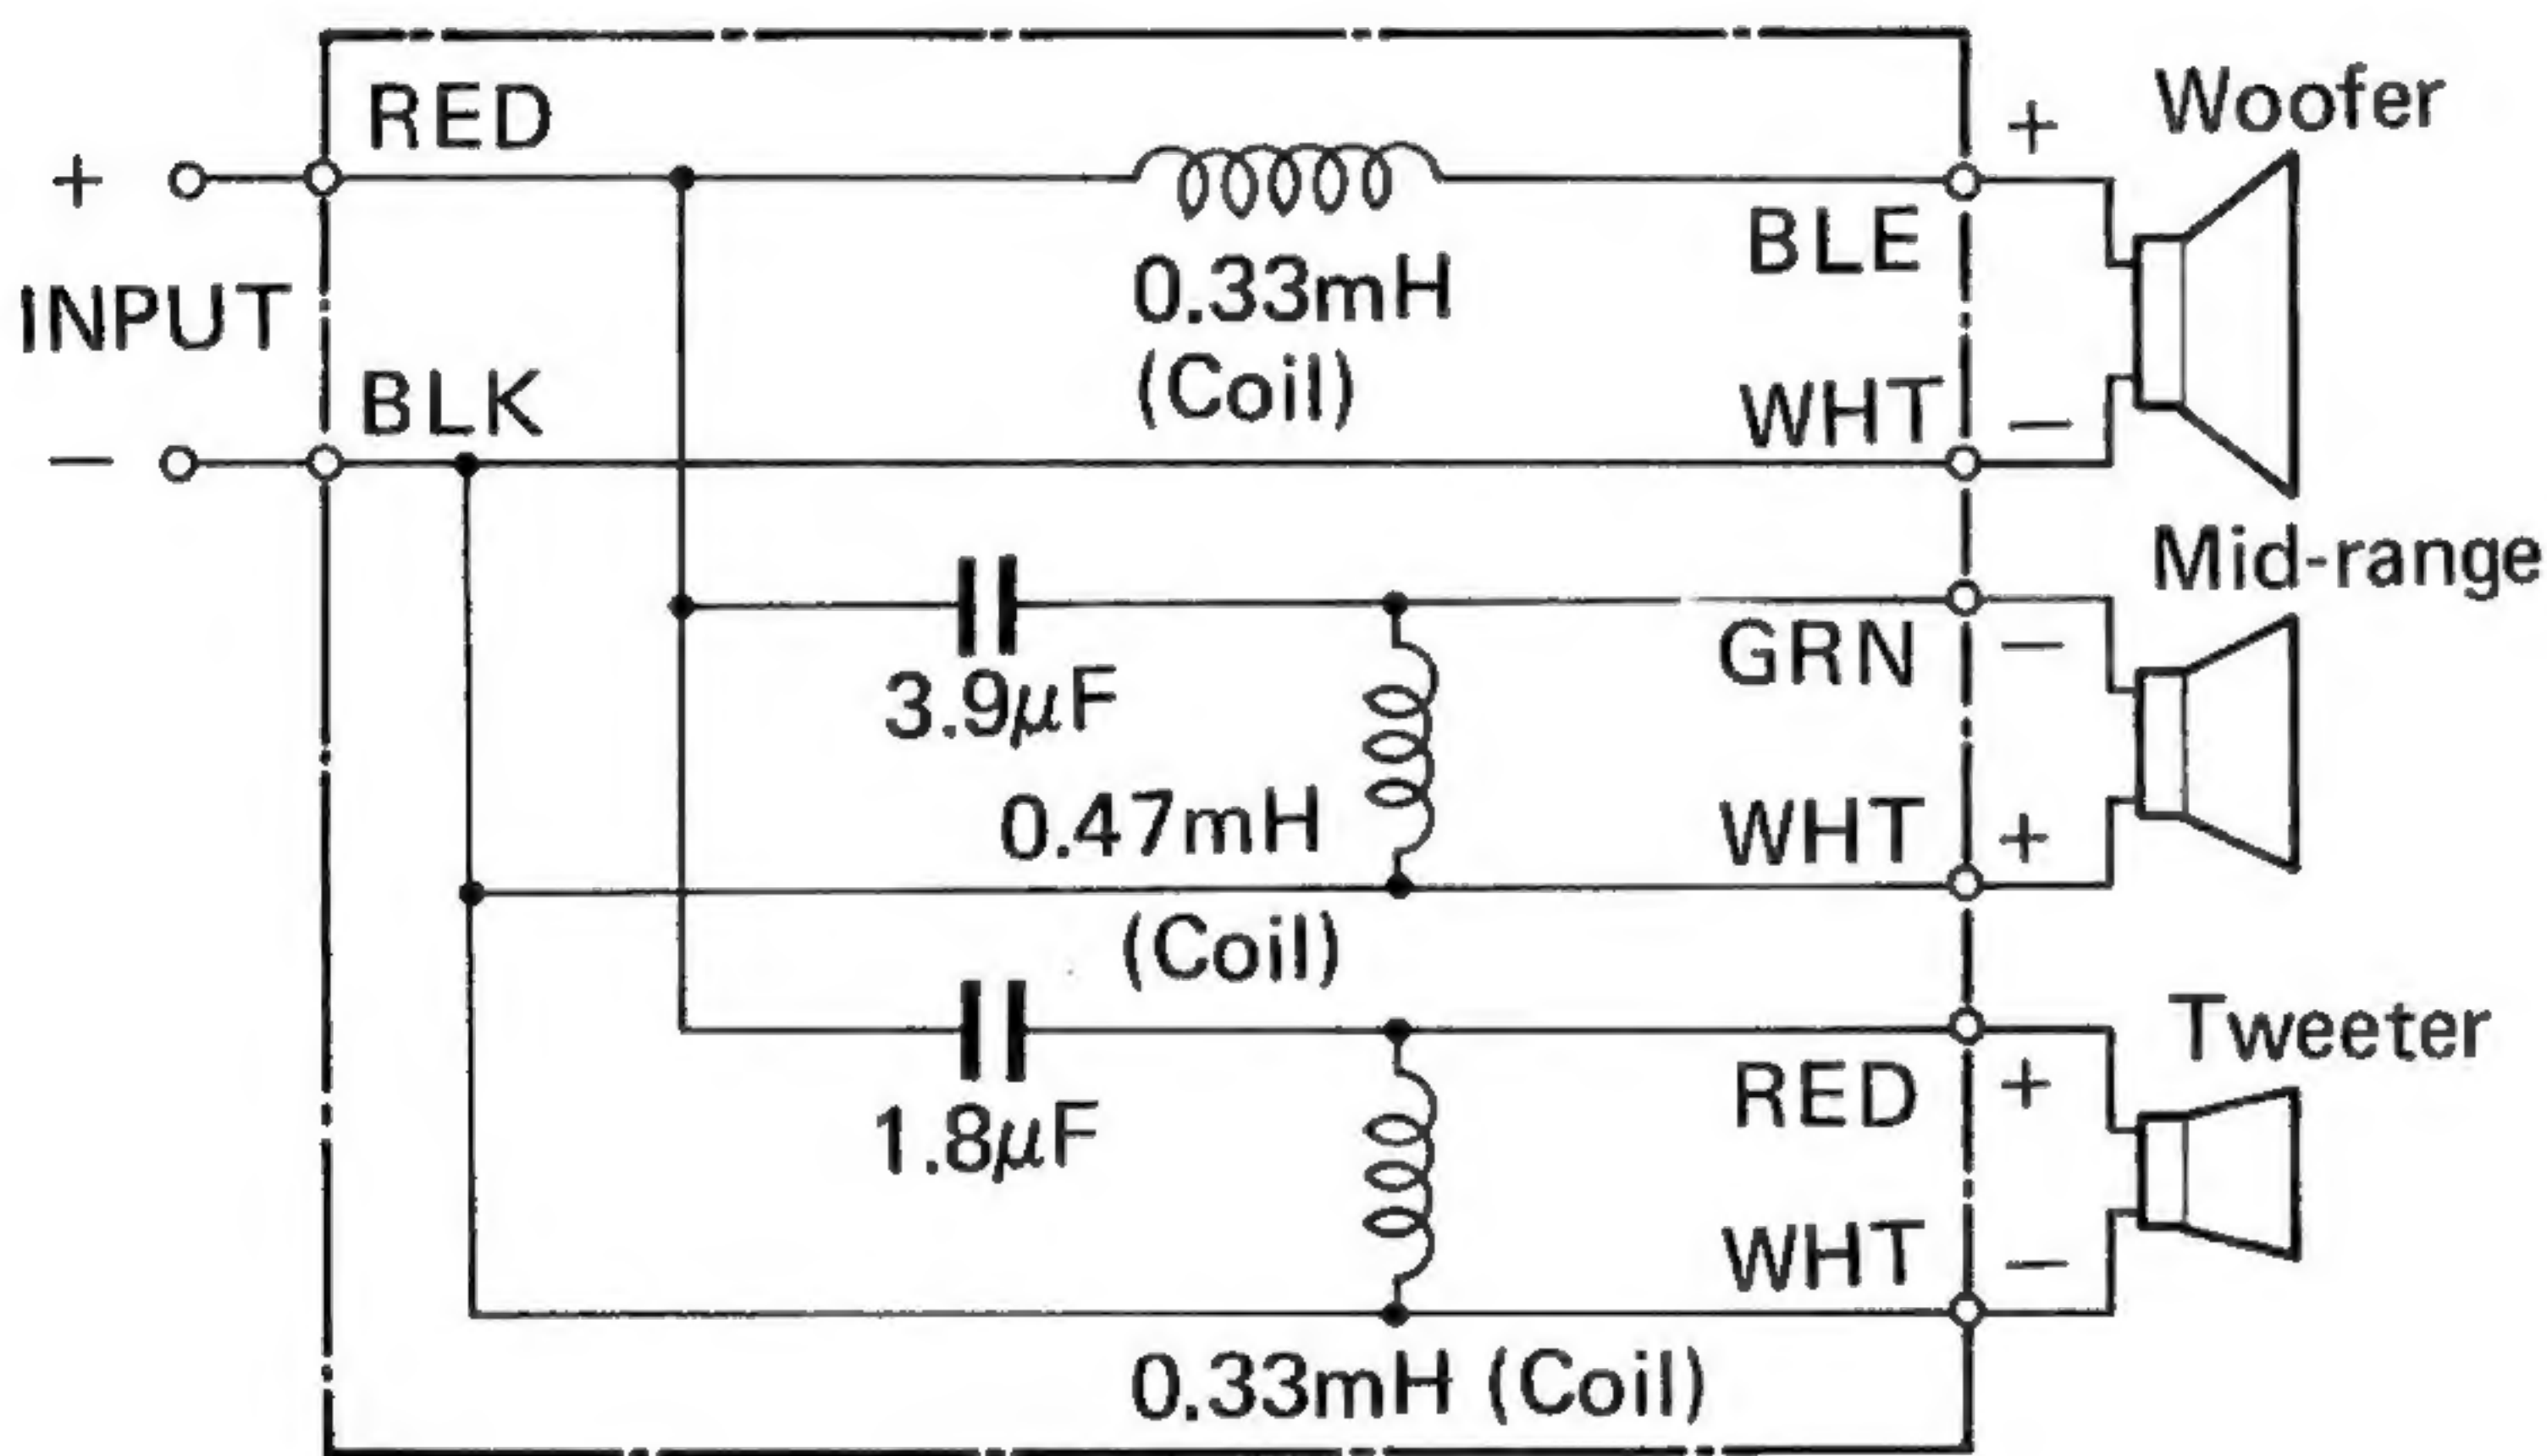 RED
+
Woofer
+
BLE
0.33mH
(Coil)
INPUT
BLK
WHT
−
−
Mid-range
GRN
−
3.9μF
0.47mH
WHT
+
(Coil)
Tweeter
RED
+
1.8μF
WHT
−
0.33mH (Coil)